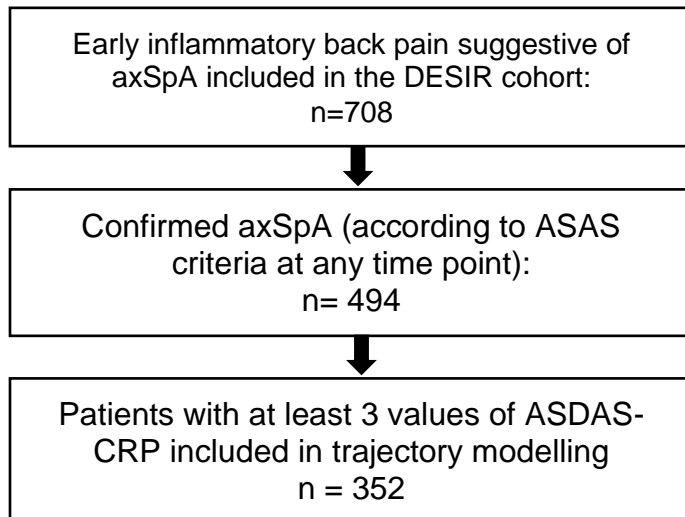 Early inflammatory back pain suggestive of
axSpA included in the DESIR cohort:
n=708
Confirmed axSpA (according to ASAS
criteria at any time point):
n= 494
Patients with at least 3 values of ASDAS-
CRP included in trajectory modelling
n = 352